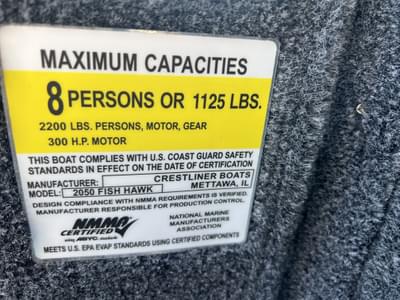 MAXIMUM CAPACITIES
8 PERSONS OR 1125 LBS.
2200 LBS. PERSONS, MOTOR, GEAR
300 H.P. MOTOR
THIS BOAT COMPLIES WITH U.S. COAST GUARD SAFETY
STANDARDS IN EFFECT ON THE DATE OF CERTIFICATION
MANUFACTURER: CRESTLINER BOATS
MODEL: 2050 FISH HAWK METTAWA, IL
DESIGN COMPLIANCE WITH NMMA REQUIREMENTS IS VERIFIED.
MANUFACTURER RESPONSIBLE FOR PRODUCTION CONTROL.
NMMA
CERTIFIED
using ABYC standards
NATIONAL MARINE
MANUFACTURERS
ASSOCIATION
MEETS U.S. EPA EVAP STANDARDS USING CERTIFIED COMPONENTS